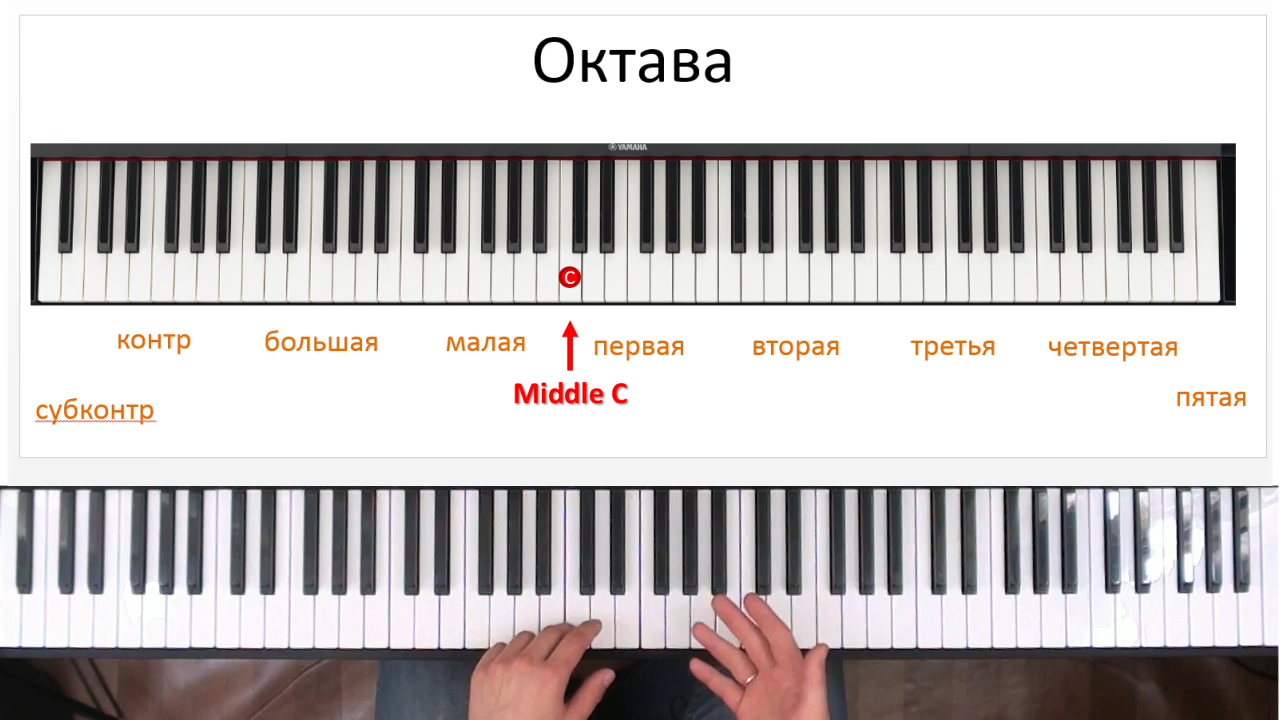 Октава
YAMAHA
C
контр большая малая первая вторая третья четвертая
Middle C
субконтр пятая